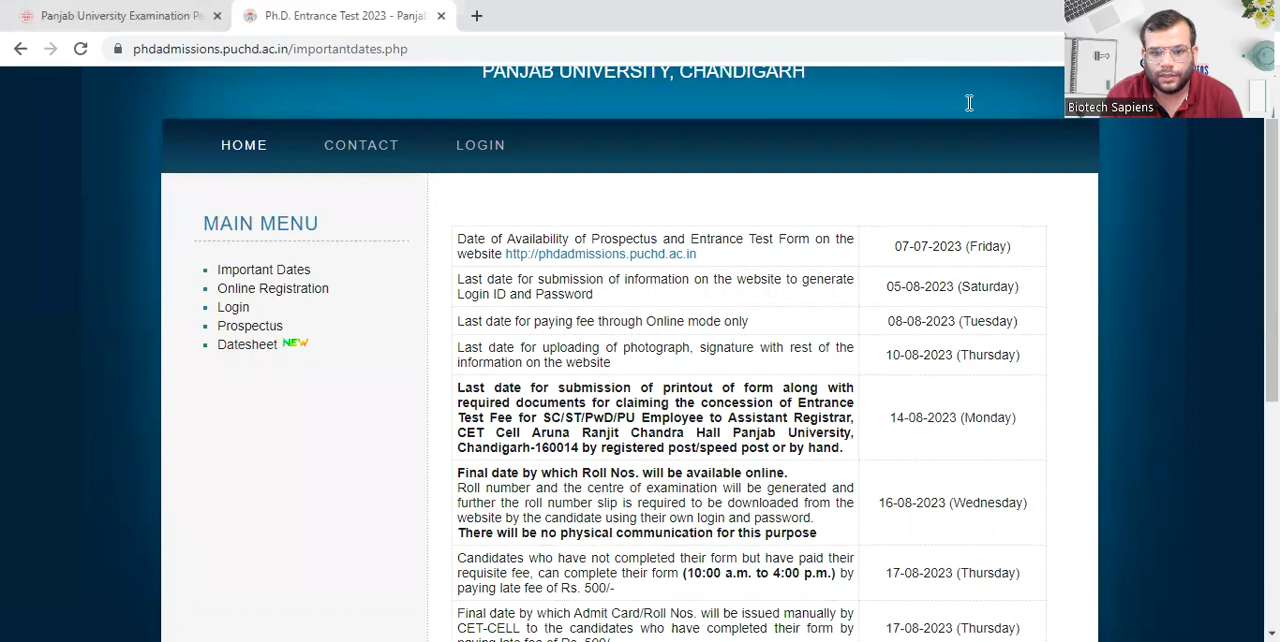 Panjab University Examination Pa
Ph.D. Entrance Test 2023 - Panjab
phdadmissions.puchd.ac.in/importantdates.php
PANJAB UNIVERSITY, CHANDIGARH
Biotech Sapiens
HOME CONTACT LOGIN
MAIN MENU
Important Dates
Online Registration
Login
Prospectus
Datesheet NEW
Date of Availability of Prospectus and Entrance Test Form on the
website http://phdadmissions.puchd.ac.in
07-07-2023 (Friday)
Last date for submission of information on the website to generate
Login ID and Password
05-08-2023 (Saturday)
Last date for paying fee through Online mode only
08-08-2023 (Tuesday)
Last date for uploading of photograph, signature with rest of the
information on the website
10-08-2023 (Thursday)
Last date for submission of printout of form along with
required documents for claiming the concession of Entrance
Test Fee for SC/ST/PwD/PU Employee to Assistant Registrar,
CET Cell Aruna Ranjit Chandra Hall Panjab University,
Chandigarh-160014 by registered post/speed post or by hand.
14-08-2023 (Monday)
Final date by which Roll Nos. will be available online.
Roll number and the centre of examination will be generated and
further the roll number slip is required to be downloaded from the
website by the candidate using their own login and password.
There will be no physical communication for this purpose
16-08-2023 (Wednesday)
Candidates who have not completed their form but have paid their
requisite fee, can complete their form (10:00 a.m. to 4:00 p.m.) by
paying late fee of Rs. 500/-
17-08-2023 (Thursday)
Final date by which Admit Card/Roll Nos. will be issued manually by
CET-CELL to the candidates who have completed their form by
paying late fee of Rs. 500/-
17-08-2023 (Thursday)